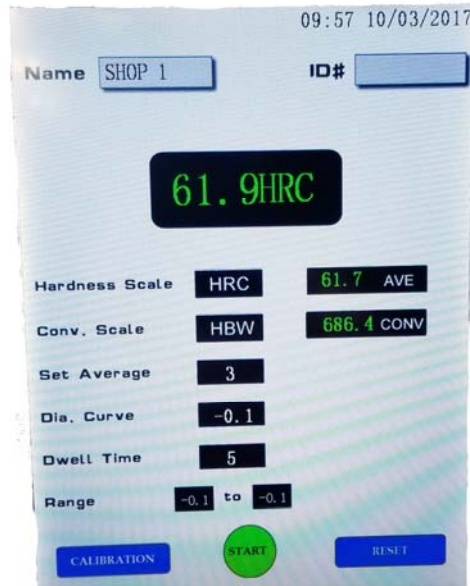 09:57 10/03/2017
Name SHOP 1 ID#
61.9HRC
Hardness Scale HRC 61.7 AVE
Conv. Scale HBW 686.4 CONV
Set Average 3
Dia. Curve -0.1
Dwell Time 5
Range -0.1 to -0.1
CALIBRATION START RESET